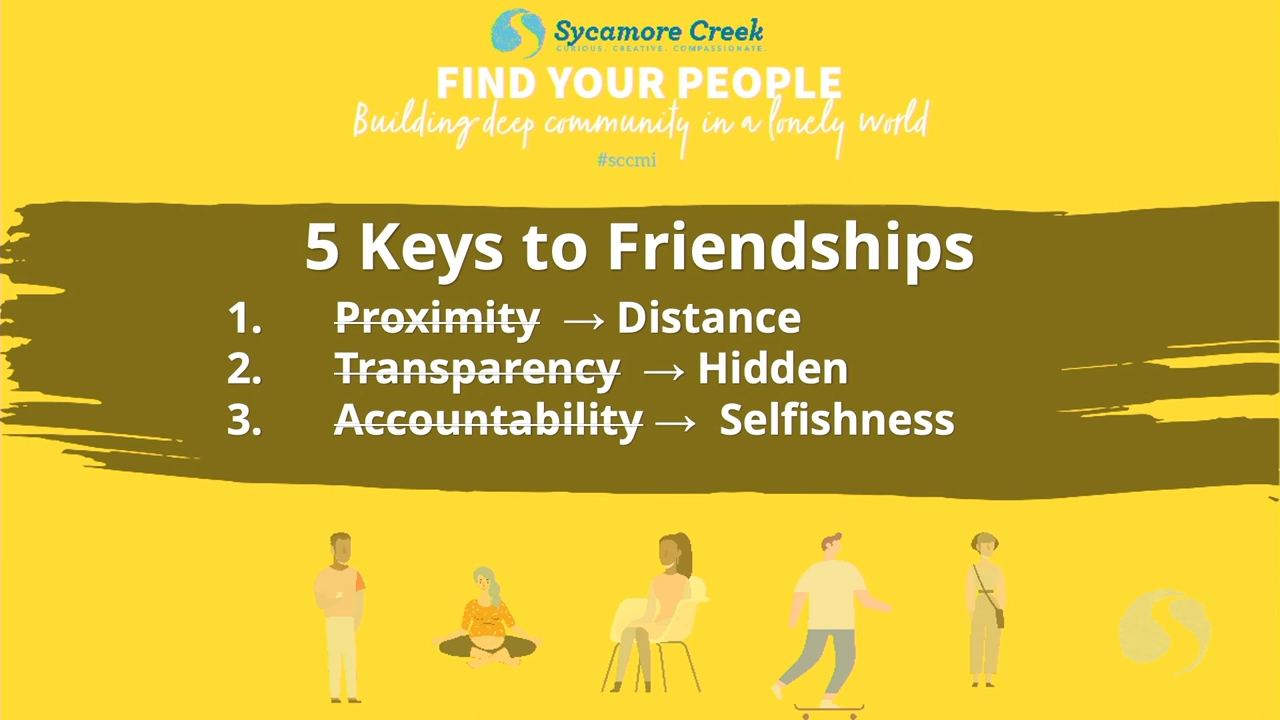 Sycamore Creek
CURIOUS. CREATIVE. COMPASSIONATE.
FIND YOUR PEOPLE
Building deep community in a lonely world
#sccmi
5 Keys to Friendships
1. Proximity → Distance
2. Transparency → Hidden
3. Accountability → Selfishness